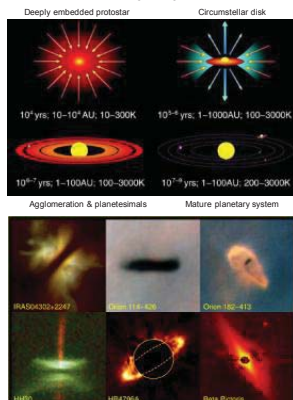 Deeply embedded protostar
Circumstellar disk
10⁴ yrs; 10–10⁴ AU; 10–300K
10⁵⁻⁶ yrs; 1–1000AU; 100–3000K
10⁶⁻⁷ yrs; 1–100AU; 100–3000K
10⁷⁻⁹ yrs; 1–100AU; 200–3000K
Agglomeration & planetesimals
Mature planetary system
IRAS04302+2247
Orion 114–426
Orion 182–413
HH30
HR4796A
Beta Pictoris